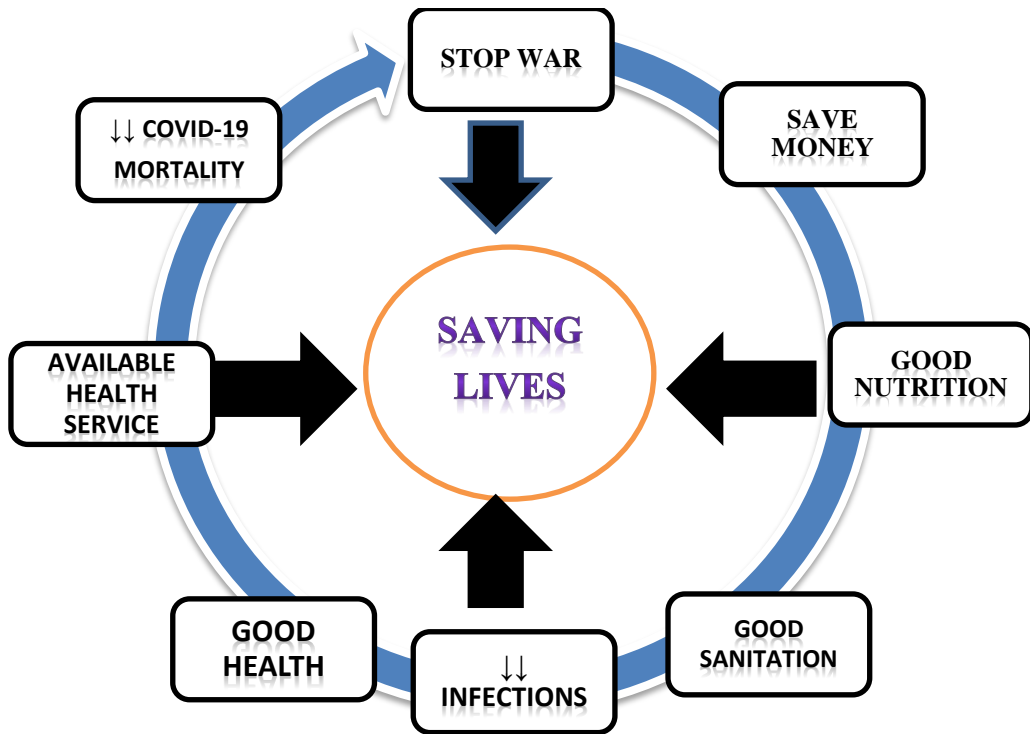 STOP WAR
SAVE
MONEY
GOOD
NUTRITION
GOOD
SANITATION
↓↓
INFECTIONS
GOOD
HEALTH
AVAILABLE
HEALTH
SERVICE
↓↓ COVID-19
MORTALITY
SAVING
LIVES